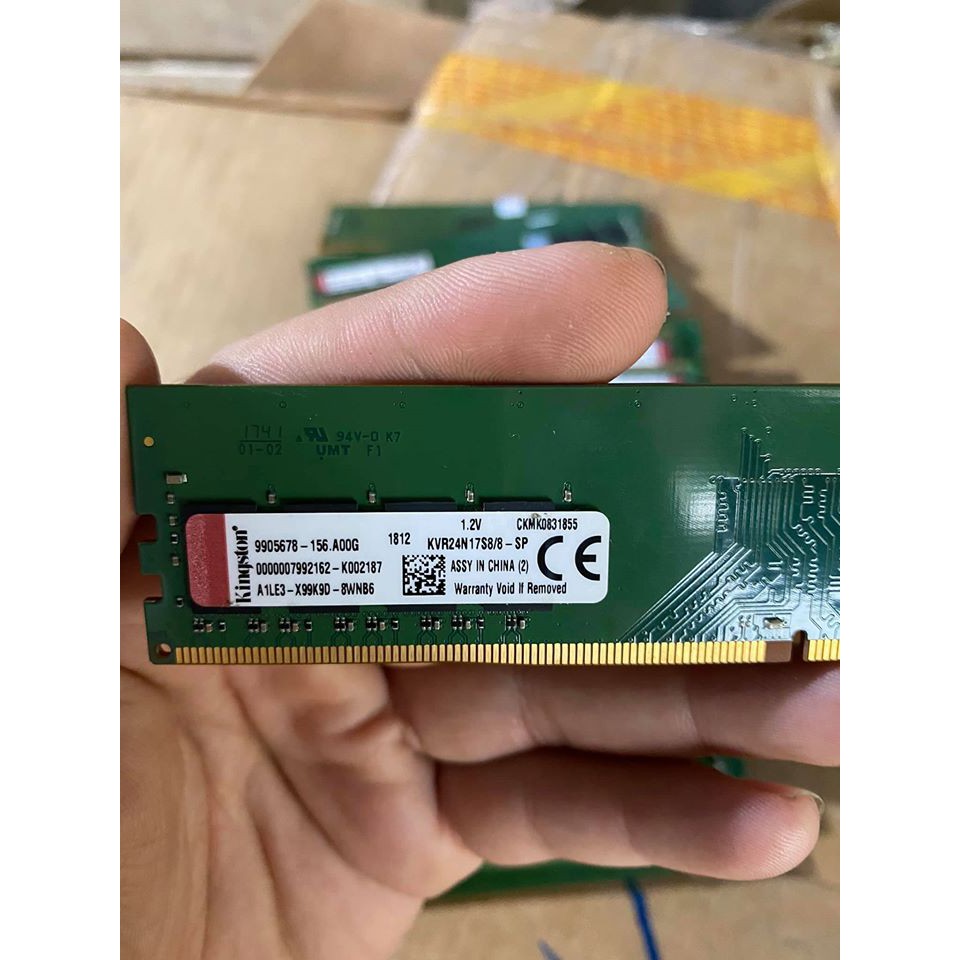 1741
01-02
94V-0 K7
UMT F1
Kingston
9905678-156.A00G
0000007992162-K002187
A1LE3-X99K9D-8WNB6
1812
1.2V
CKMK0831855
KVR24N17S8/8-SP
ASSY IN CHINA (2)
Warranty Void If Removed
CE